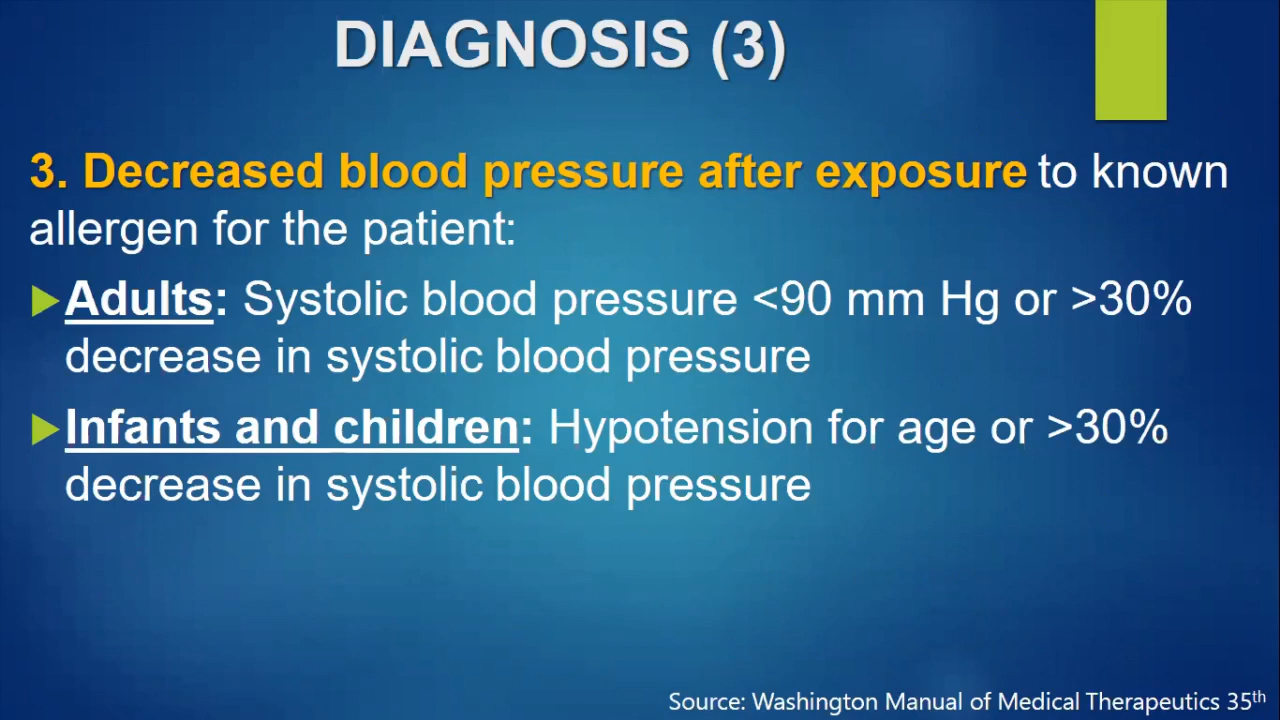 DIAGNOSIS (3)
3. Decreased blood pressure after exposure to known
allergen for the patient:
Adults: Systolic blood pressure <90 mm Hg or >30%
decrease in systolic blood pressure
Infants and children: Hypotension for age or >30%
decrease in systolic blood pressure
Source: Washington Manual of Medical Therapeutics 35th